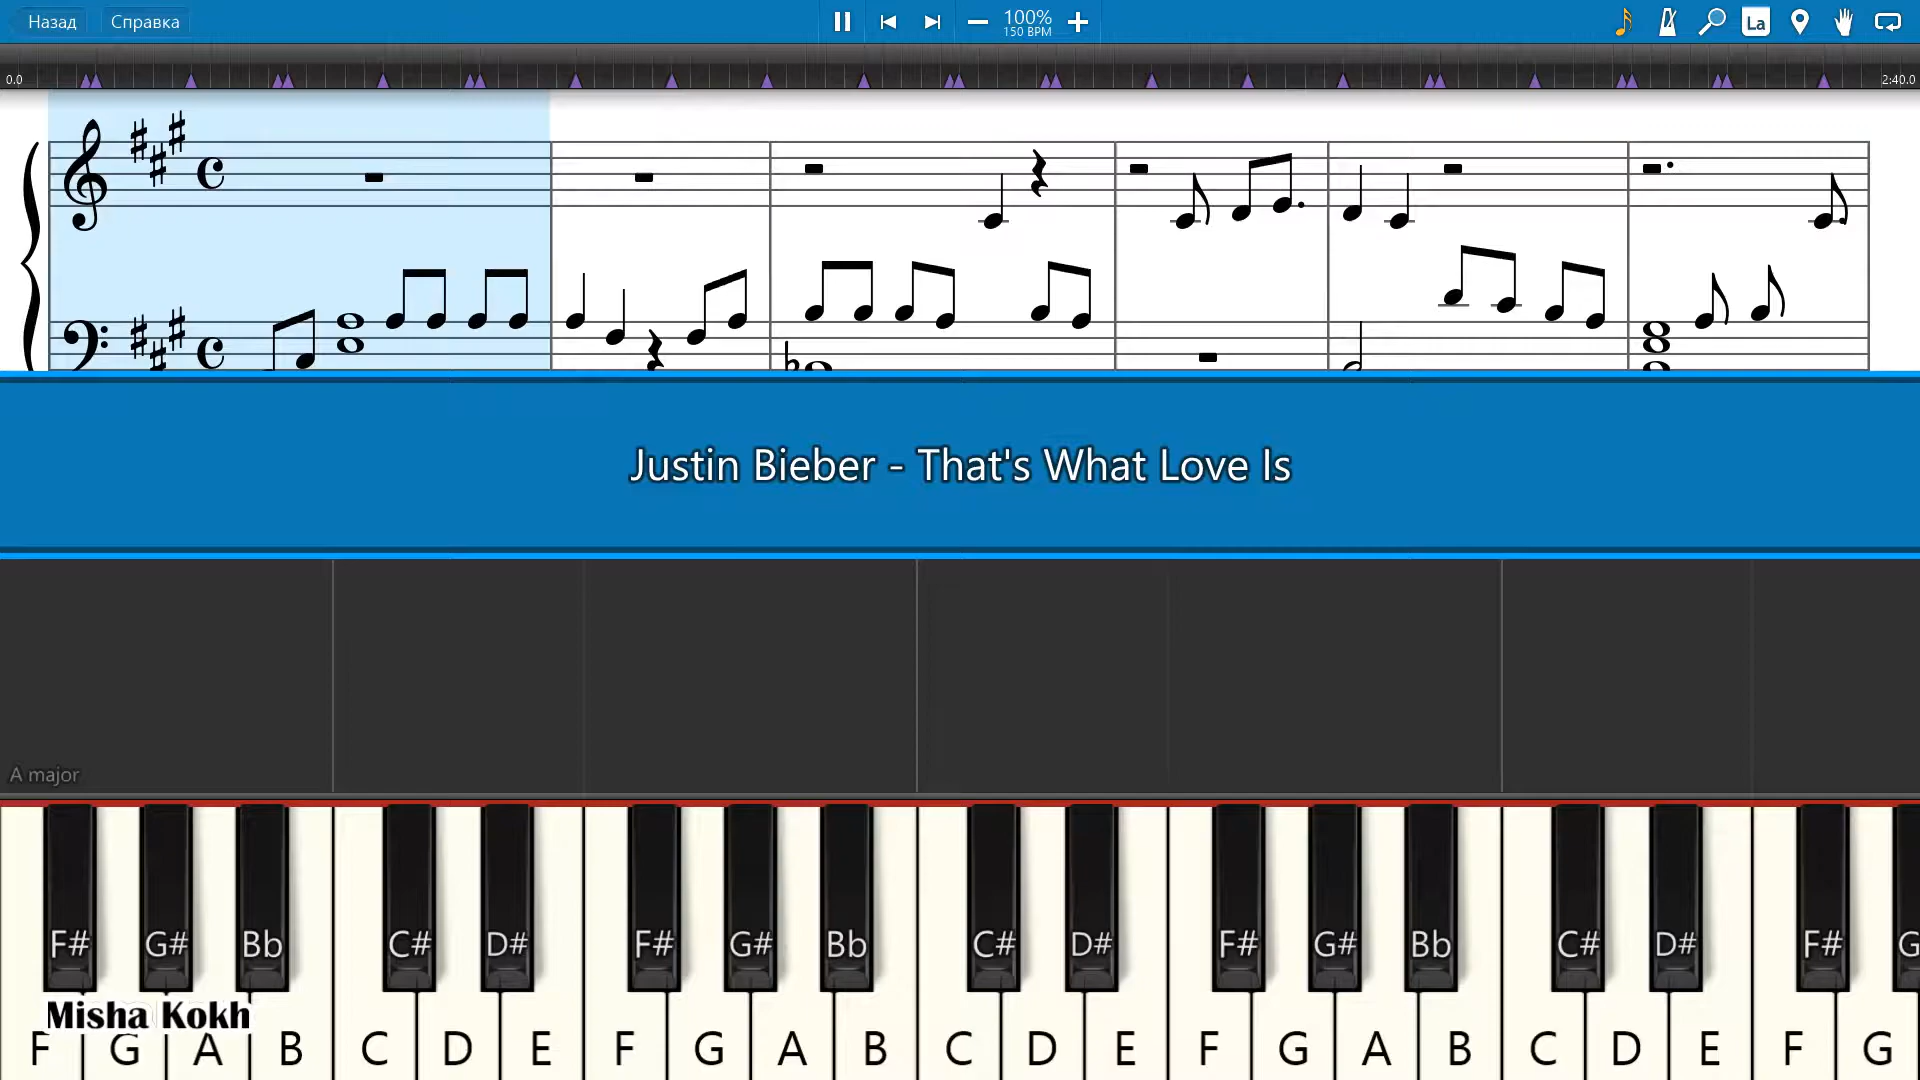 Назад Справка 100% La
150 BPM
0.0 2:40.0
Justin Bieber - That's What Love Is
A major
F# G# Bb C# D# F# G# Bb C# D# F# G# Bb C# D# F# G
Misha Kokh
F G A B C D E F G A B C D E F G A B C D E F G